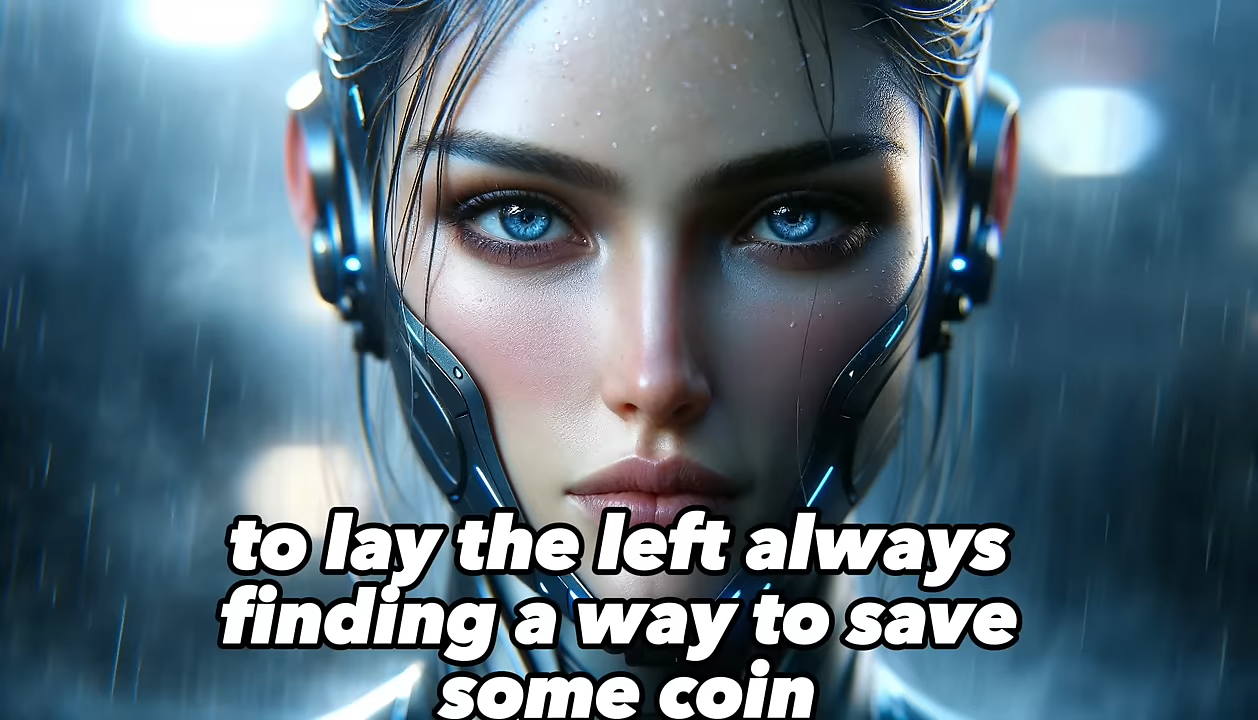 to lay the left always
finding a way to save
some coin